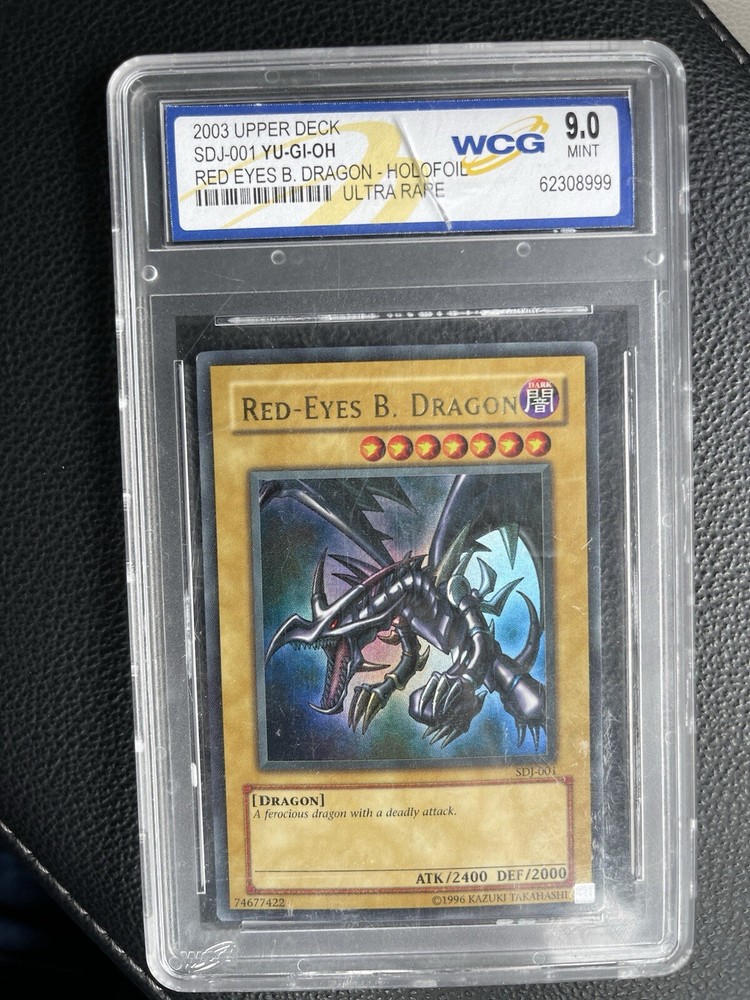 2003 UPPER DECK
SDJ-001 YU-GI-OH
RED EYES B. DRAGON - HOLOFOIL
ULTRA RARE
WCG
9.0
MINT
62308999
RED-EYES B. DRAGON
DARK
闇
SDJ-001
[DRAGON]
A ferocious dragon with a deadly attack.
ATK/2400 DEF/2000
74677422
©1996 KAZUKI TAKAHASHI
WCG